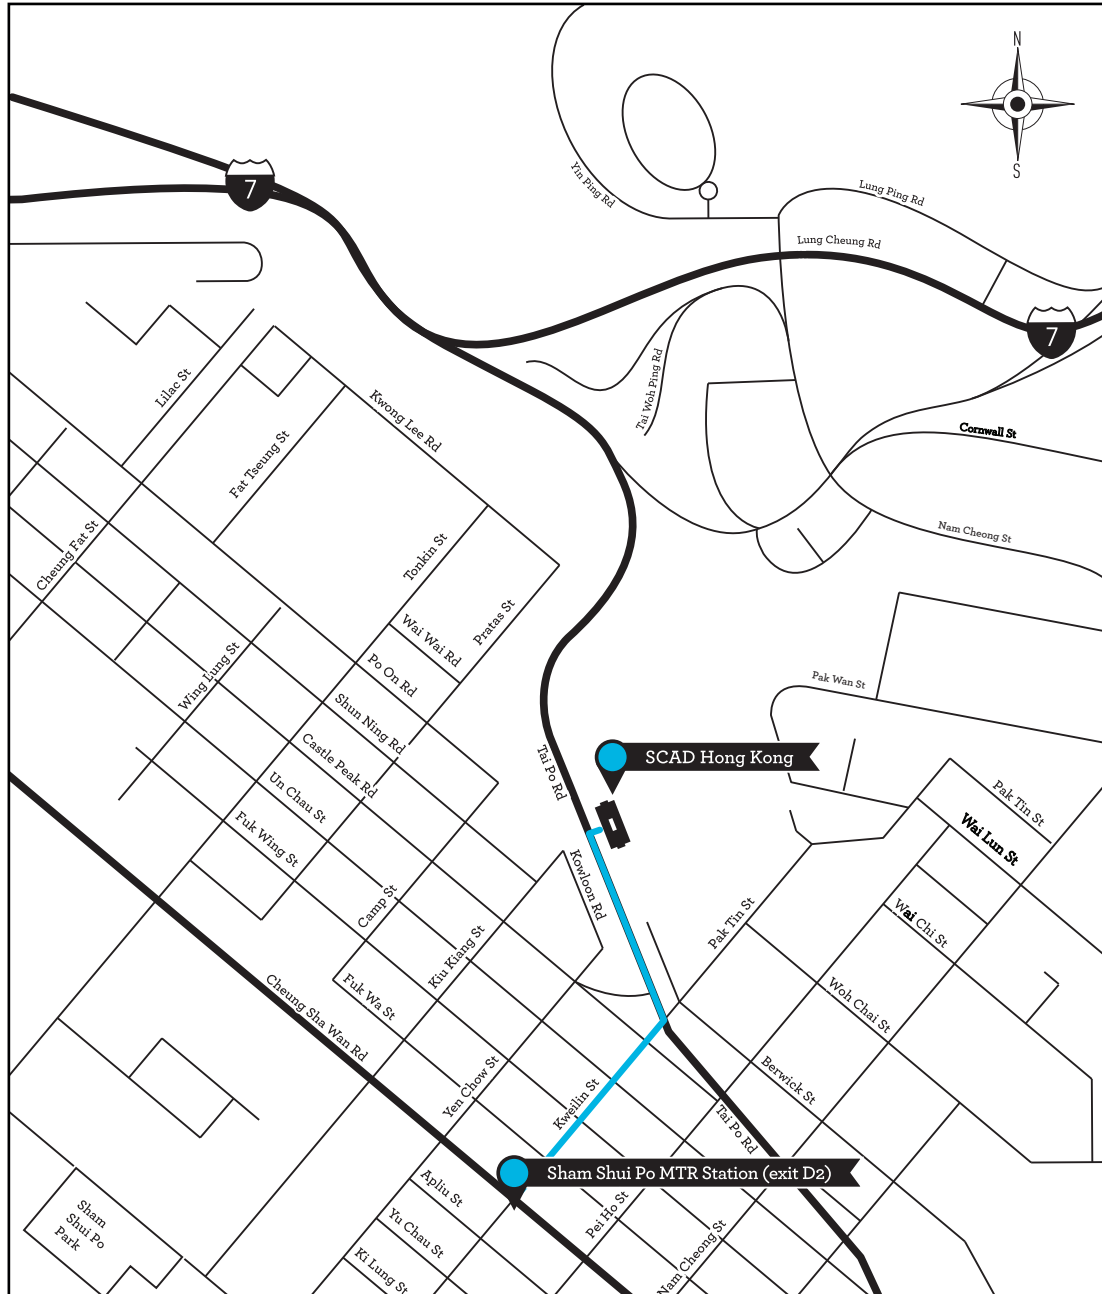 N
S
Yin Ping Rd
Lung Ping Rd
7
Lung Cheung Rd
7
Tai Woh Ping Rd
Lilac St
Kwong Lee Rd
Cornwall St
Fat Tseung St
Nam Cheong St
Cheung Fat St
Tonkin St
Pratas St
Wai Wai Rd
Wing Lung St
Po On Rd
Pak Wan St
Shun Ning Rd
Castle Peak Rd
Tai Po Rd
SCAD Hong Kong
Un Chau St
Pak Tin St
Fuk Wing St
Wai Lun St
Kowloon Rd
Camp St
Pak Tin St
Wai Chi St
Kiu Kiang St
Fuk Wa St
Woh Chai St
Cheung Sha Wan Rd
Yen Chow St
Kweilin St
Berwick St
Tai Po Rd
Sham Shui Po MTR Station (exit D2)
Apliu St
Sham
Shui Po
Park
Yu Chau St
Pei Ho St
Ki Lung St
Nam Cheong St